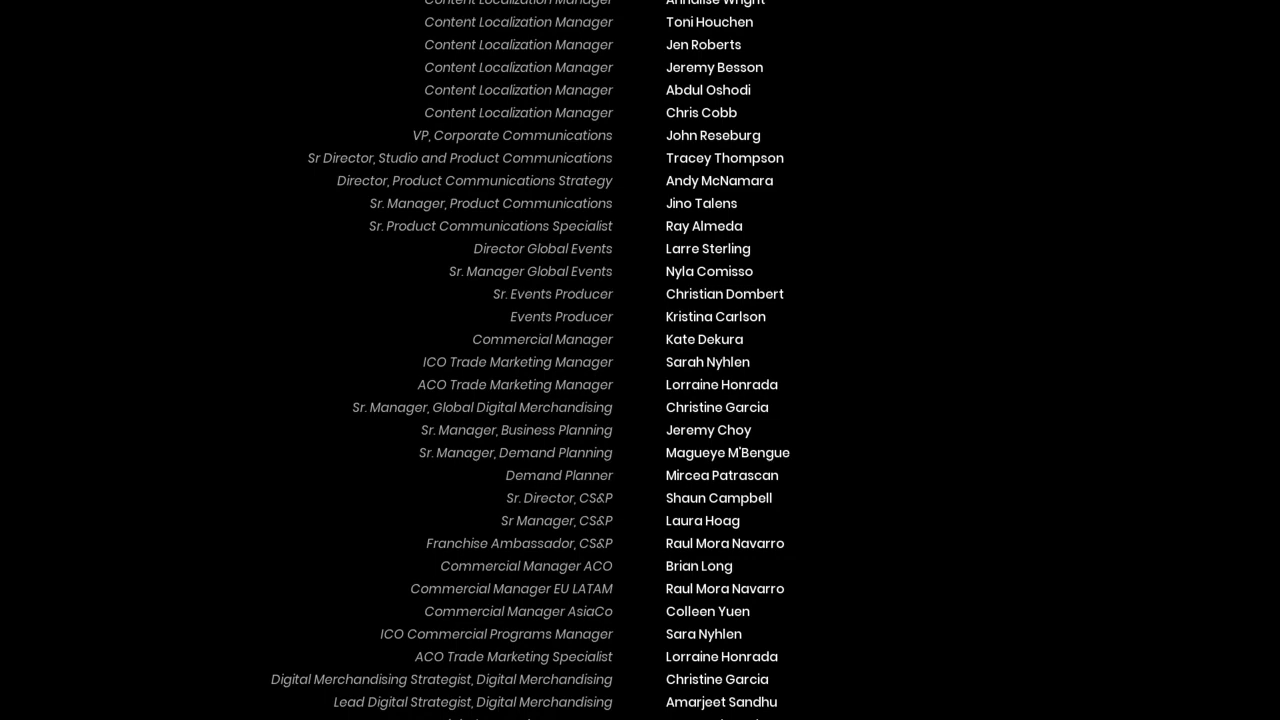 Content Localization Manager Annalise Wright
Content Localization Manager Toni Houchen
Content Localization Manager Jen Roberts
Content Localization Manager Jeremy Besson
Content Localization Manager Abdul Oshodi
Content Localization Manager Chris Cobb
VP, Corporate Communications John Reseburg
Sr Director, Studio and Product Communications Tracey Thompson
Director, Product Communications Strategy Andy McNamara
Sr. Manager, Product Communications Jino Talens
Sr. Product Communications Specialist Ray Almeda
Director Global Events Larre Sterling
Sr. Manager Global Events Nyla Comisso
Sr. Events Producer Christian Dombert
Events Producer Kristina Carlson
Commercial Manager Kate Dekura
ICO Trade Marketing Manager Sarah Nyhlen
ACO Trade Marketing Manager Lorraine Honrada
Sr. Manager, Global Digital Merchandising Christine Garcia
Sr. Manager, Business Planning Jeremy Choy
Sr. Manager, Demand Planning Magueye M'Bengue
Demand Planner Mircea Patrascan
Sr. Director, CS&P Shaun Campbell
Sr Manager, CS&P Laura Hoag
Franchise Ambassador, CS&P Raul Mora Navarro
Commercial Manager ACO Brian Long
Commercial Manager EU LATAM Raul Mora Navarro
Commercial Manager AsiaCo Colleen Yuen
ICO Commercial Programs Manager Sara Nyhlen
ACO Trade Marketing Specialist Lorraine Honrada
Digital Merchandising Strategist, Digital Merchandising Christine Garcia
Lead Digital Strategist, Digital Merchandising Amarjeet Sandhu